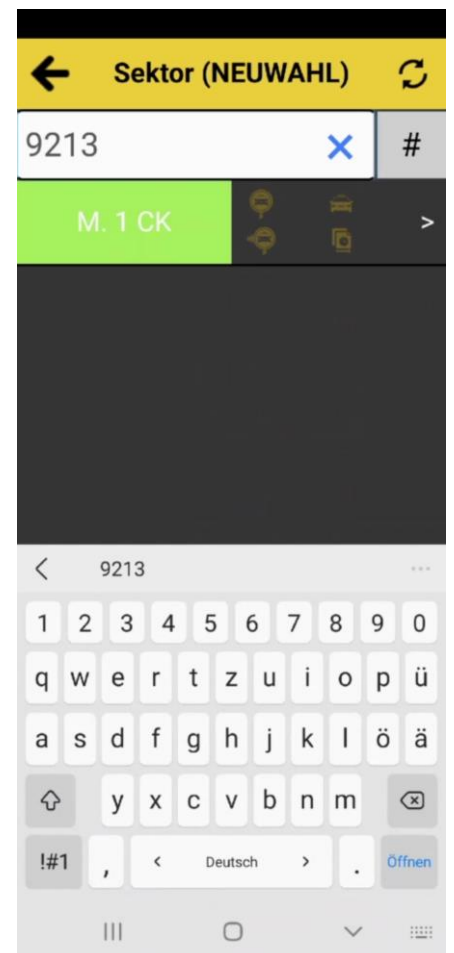 Sektor (NEUWAHL)
9213
#
M. 1 CK
>
9213
1 2 3 4 5 6 7 8 9 0
q w e r t z u i o p ü
a s d f g h j k l ö ä
y x c v b n m
!#1 , < Deutsch > . Öffnen